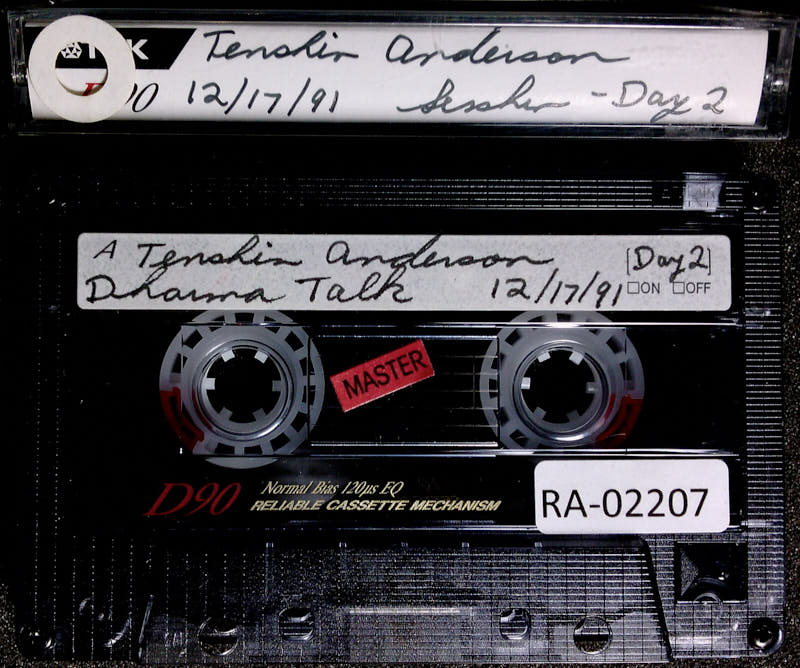 Tenshin Anderson
12/17/91 Sesshin - Day 2
A Tenshin Anderson [Day 2]
Dharma Talk 12/17/91 ☐ON ☐OFF
MASTER
D90 Normal Bias 120µs EQ
RELIABLE CASSETTE MECHANISM
RA-02207